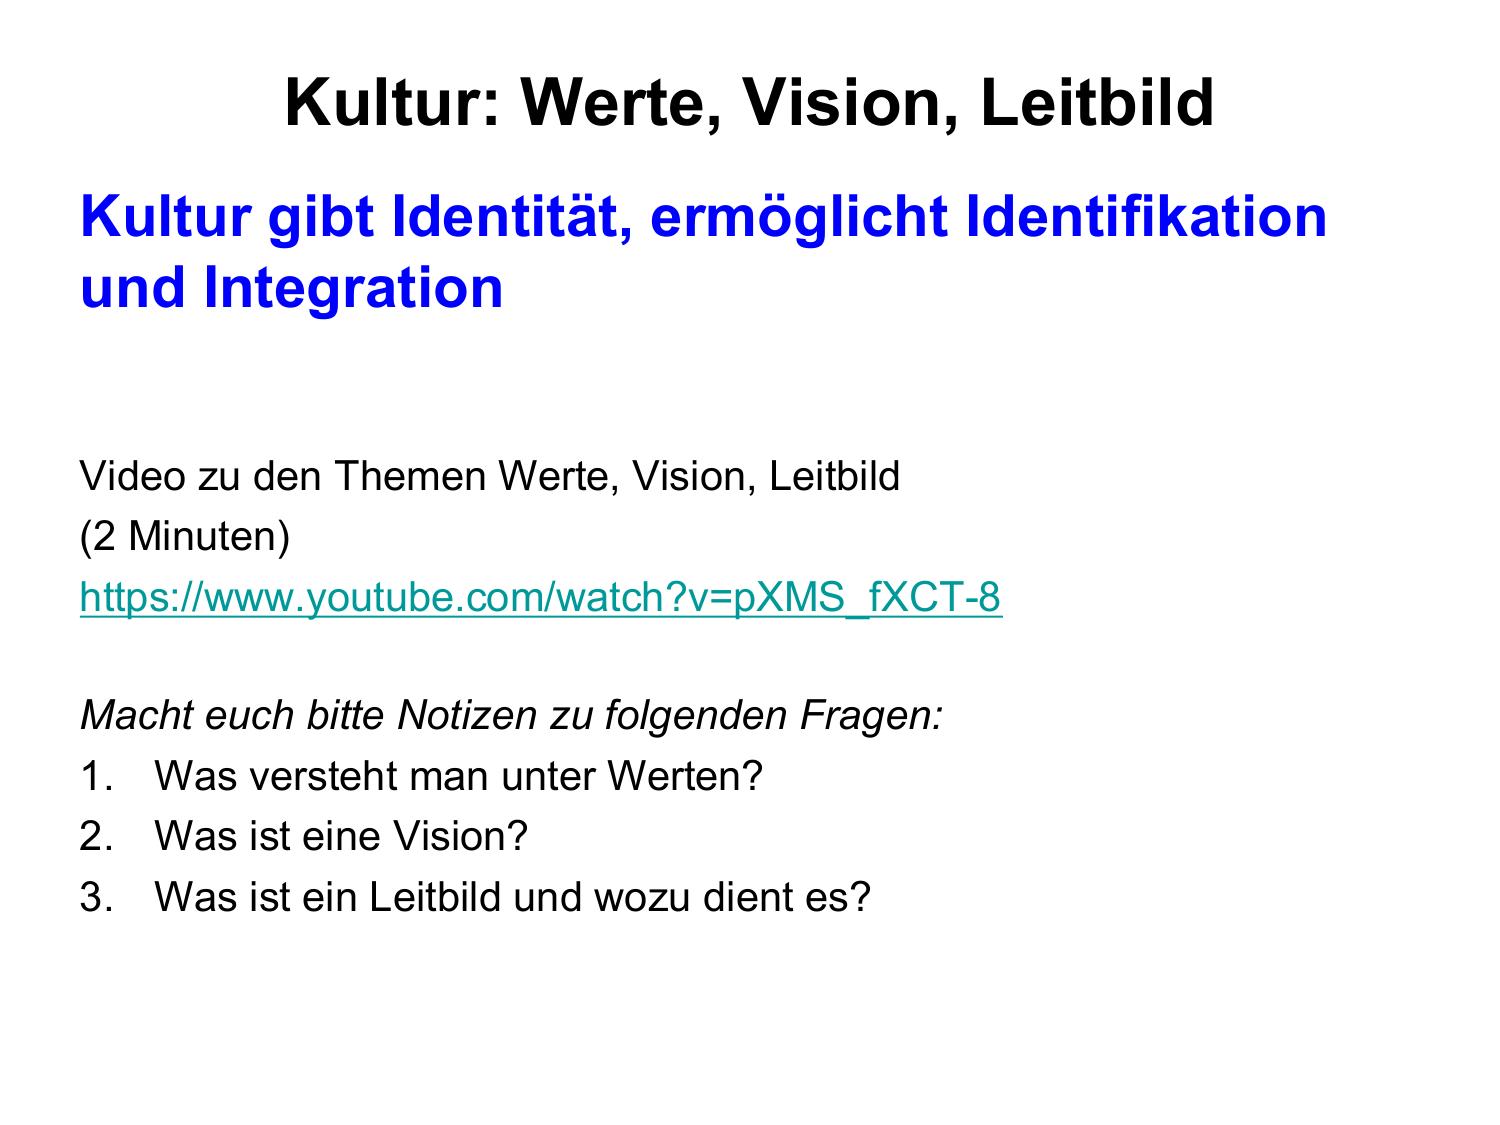 Kultur: Werte, Vision, Leitbild
Kultur gibt Identität, ermöglicht Identifikation
und Integration
Video zu den Themen Werte, Vision, Leitbild
(2 Minuten)
https://www.youtube.com/watch?v=pXMS_fXCT-8
Macht euch bitte Notizen zu folgenden Fragen:
1. Was versteht man unter Werten?
2. Was ist eine Vision?
3. Was ist ein Leitbild und wozu dient es?